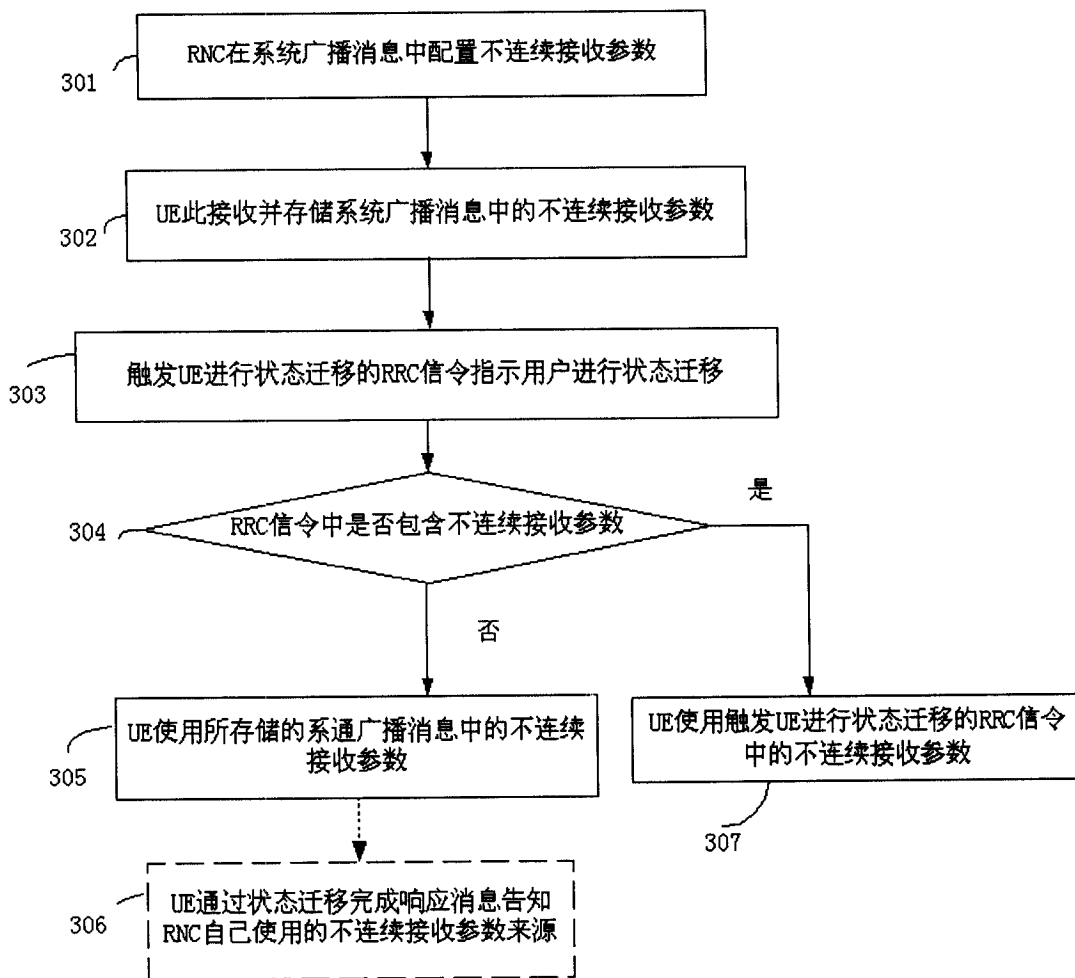 RNC在系统广播消息中配置不连续接收参数
301
UE此接收并存储系统广播消息中的不连续接收参数
302
触发UE进行状态迁移的RRC信令指示用户进行状态迁移
303
是
RRC信令中是否包含不连续接收参数
304
否
UE使用所存储的系通广播消息中的不连续
接收参数
305
UE使用触发UE进行状态迁移的RRC信令
中的不连续接收参数
307
UE通过状态迁移完成响应消息告知
RNC自己使用的不连续接收参数来源
306